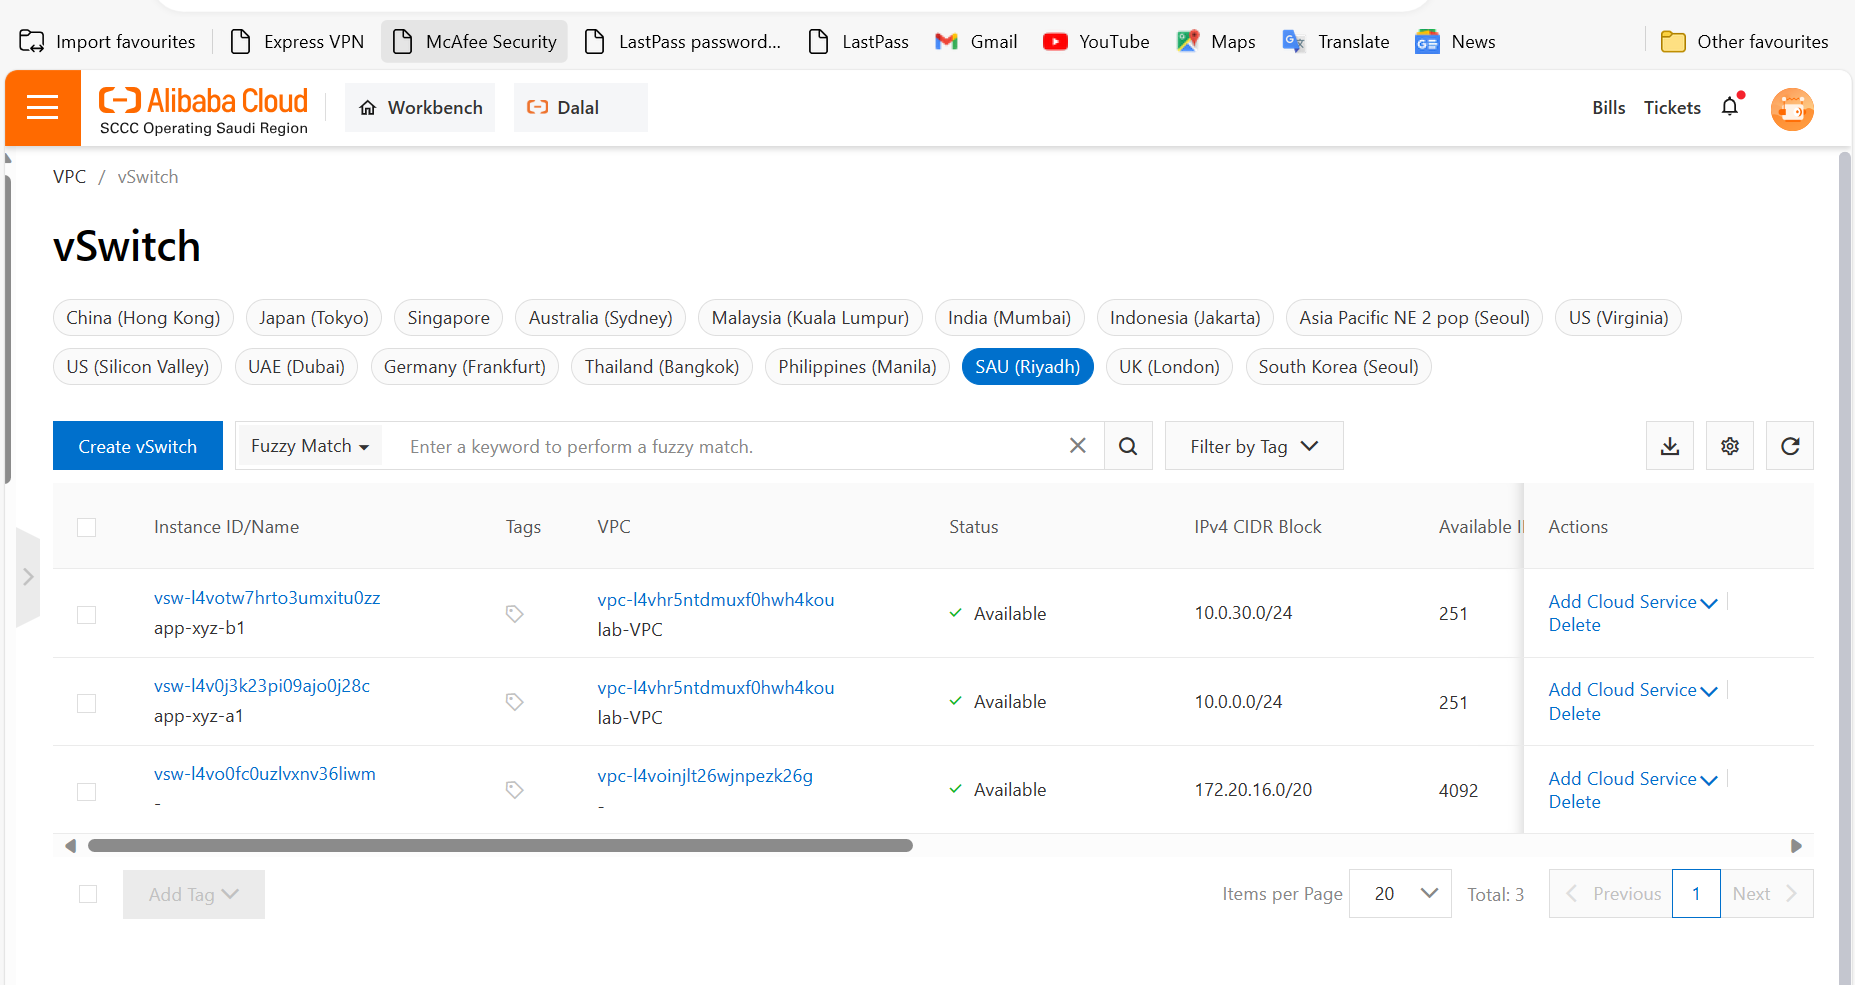 Import favourites
Express VPN
McAfee Security
LastPass password...
LastPass
Gmail
YouTube
Maps
Translate
News
Other favourites
Alibaba Cloud
SCCC Operating Saudi Region
Workbench
Dalal
Bills
Tickets
VPC / vSwitch
vSwitch
China (Hong Kong)
Japan (Tokyo)
Singapore
Australia (Sydney)
Malaysia (Kuala Lumpur)
India (Mumbai)
Indonesia (Jakarta)
Asia Pacific NE 2 pop (Seoul)
US (Virginia)
US (Silicon Valley)
UAE (Dubai)
Germany (Frankfurt)
Thailand (Bangkok)
Philippines (Manila)
SAU (Riyadh)
UK (London)
South Korea (Seoul)
Create vSwitch
Fuzzy Match
Enter a keyword to perform a fuzzy match.
Filter by Tag
Instance ID/Name
Tags
VPC
Status
IPv4 CIDR Block
Available I
Actions
vsw-l4votw7hrto3umxitu0zz
app-xyz-b1
vpc-l4vhr5ntdmuxf0hwh4kou
lab-VPC
Available
10.0.30.0/24
251
Add Cloud Service
Delete
vsw-l4v0j3k23pi09ajo0j28c
app-xyz-a1
vpc-l4vhr5ntdmuxf0hwh4kou
lab-VPC
Available
10.0.0.0/24
251
Add Cloud Service
Delete
vsw-l4vo0fc0uzlvxnv36liwm
-
vpc-l4voinjlt26wjnpezk26g
-
Available
172.20.16.0/20
4092
Add Cloud Service
Delete
Add Tag
Items per Page
20
Total: 3
Previous
1
Next